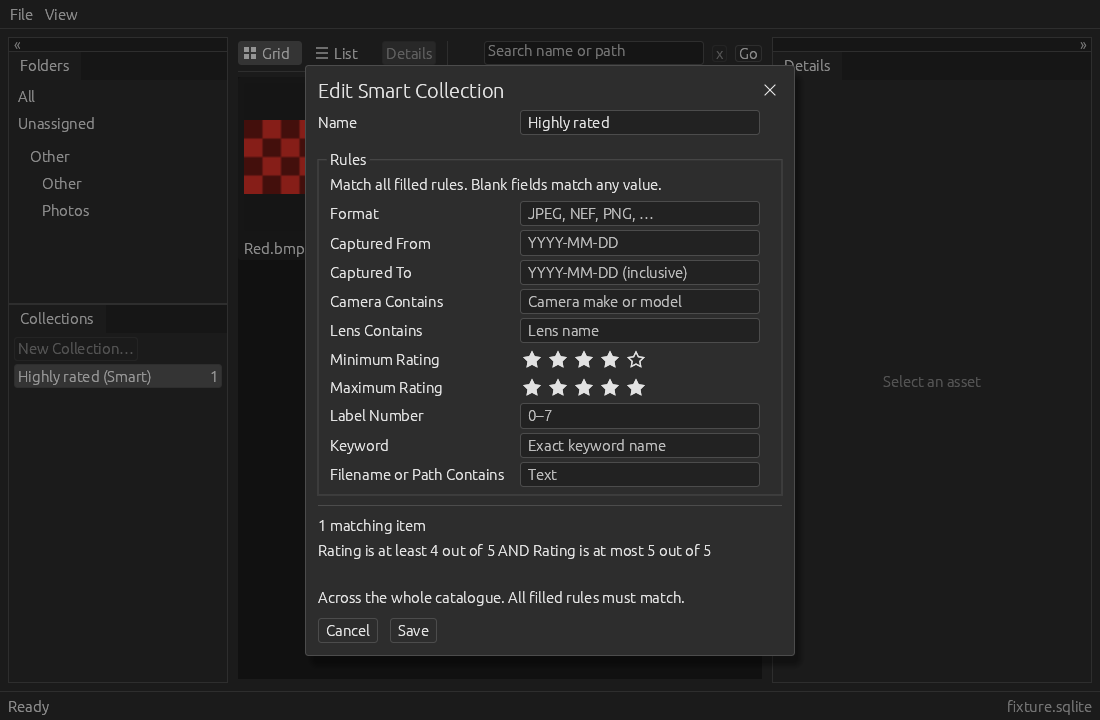 File View
« »
Folders
Grid List Details Search name or path x Go
Details
All
Unassigned
Other
Other
Photos
Red.bmp
Collections
New Collection...
Highly rated (Smart) 1
Edit Smart Collection
Name Highly rated
Rules
Match all filled rules. Blank fields match any value.
Format JPEG, NEF, PNG, ...
Captured From YYYY-MM-DD
Captured To YYYY-MM-DD (inclusive)
Camera Contains Camera make or model
Lens Contains Lens name
Minimum Rating
Maximum Rating
Label Number 0–7
Keyword Exact keyword name
Filename or Path Contains Text
1 matching item
Rating is at least 4 out of 5 AND Rating is at most 5 out of 5
Across the whole catalogue. All filled rules must match.
Cancel Save
Select an asset
Ready fixture.sqlite